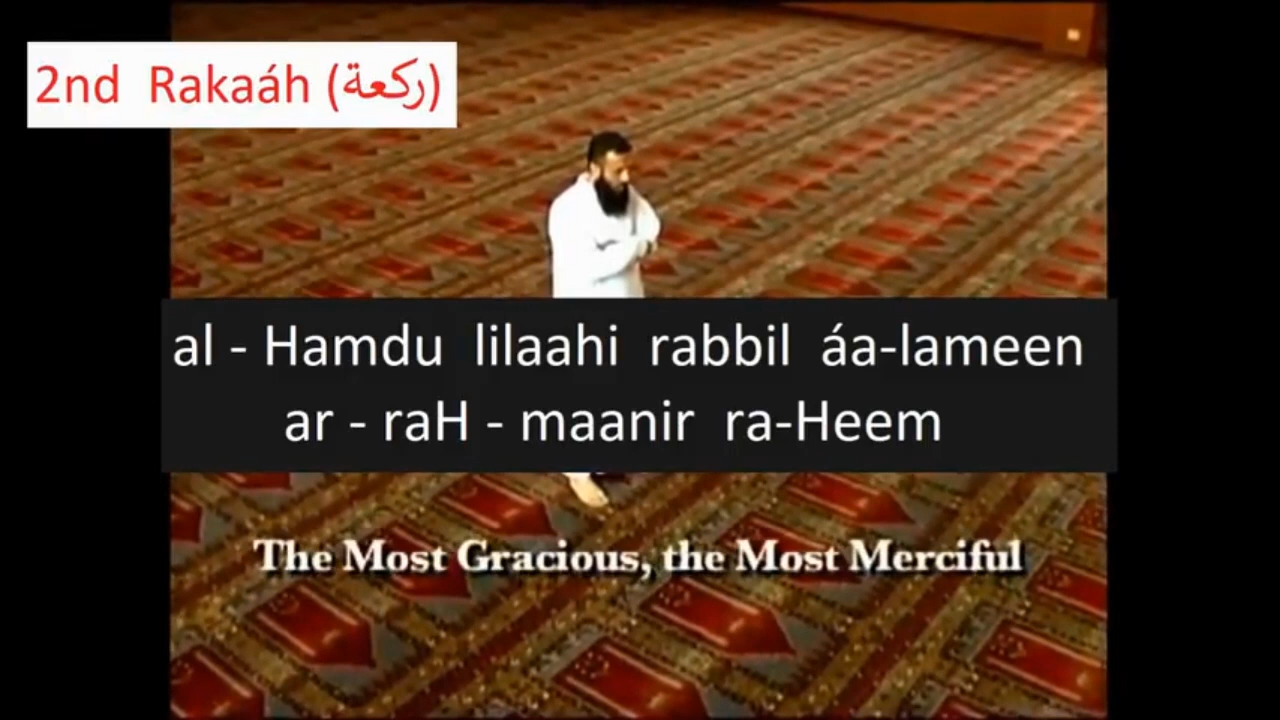 2nd Rakaáh (ركعة)
al - Hamdu lilaahi rabbil áa-lameen
ar - raH - maanir ra-Heem
The Most Gracious, the Most Merciful